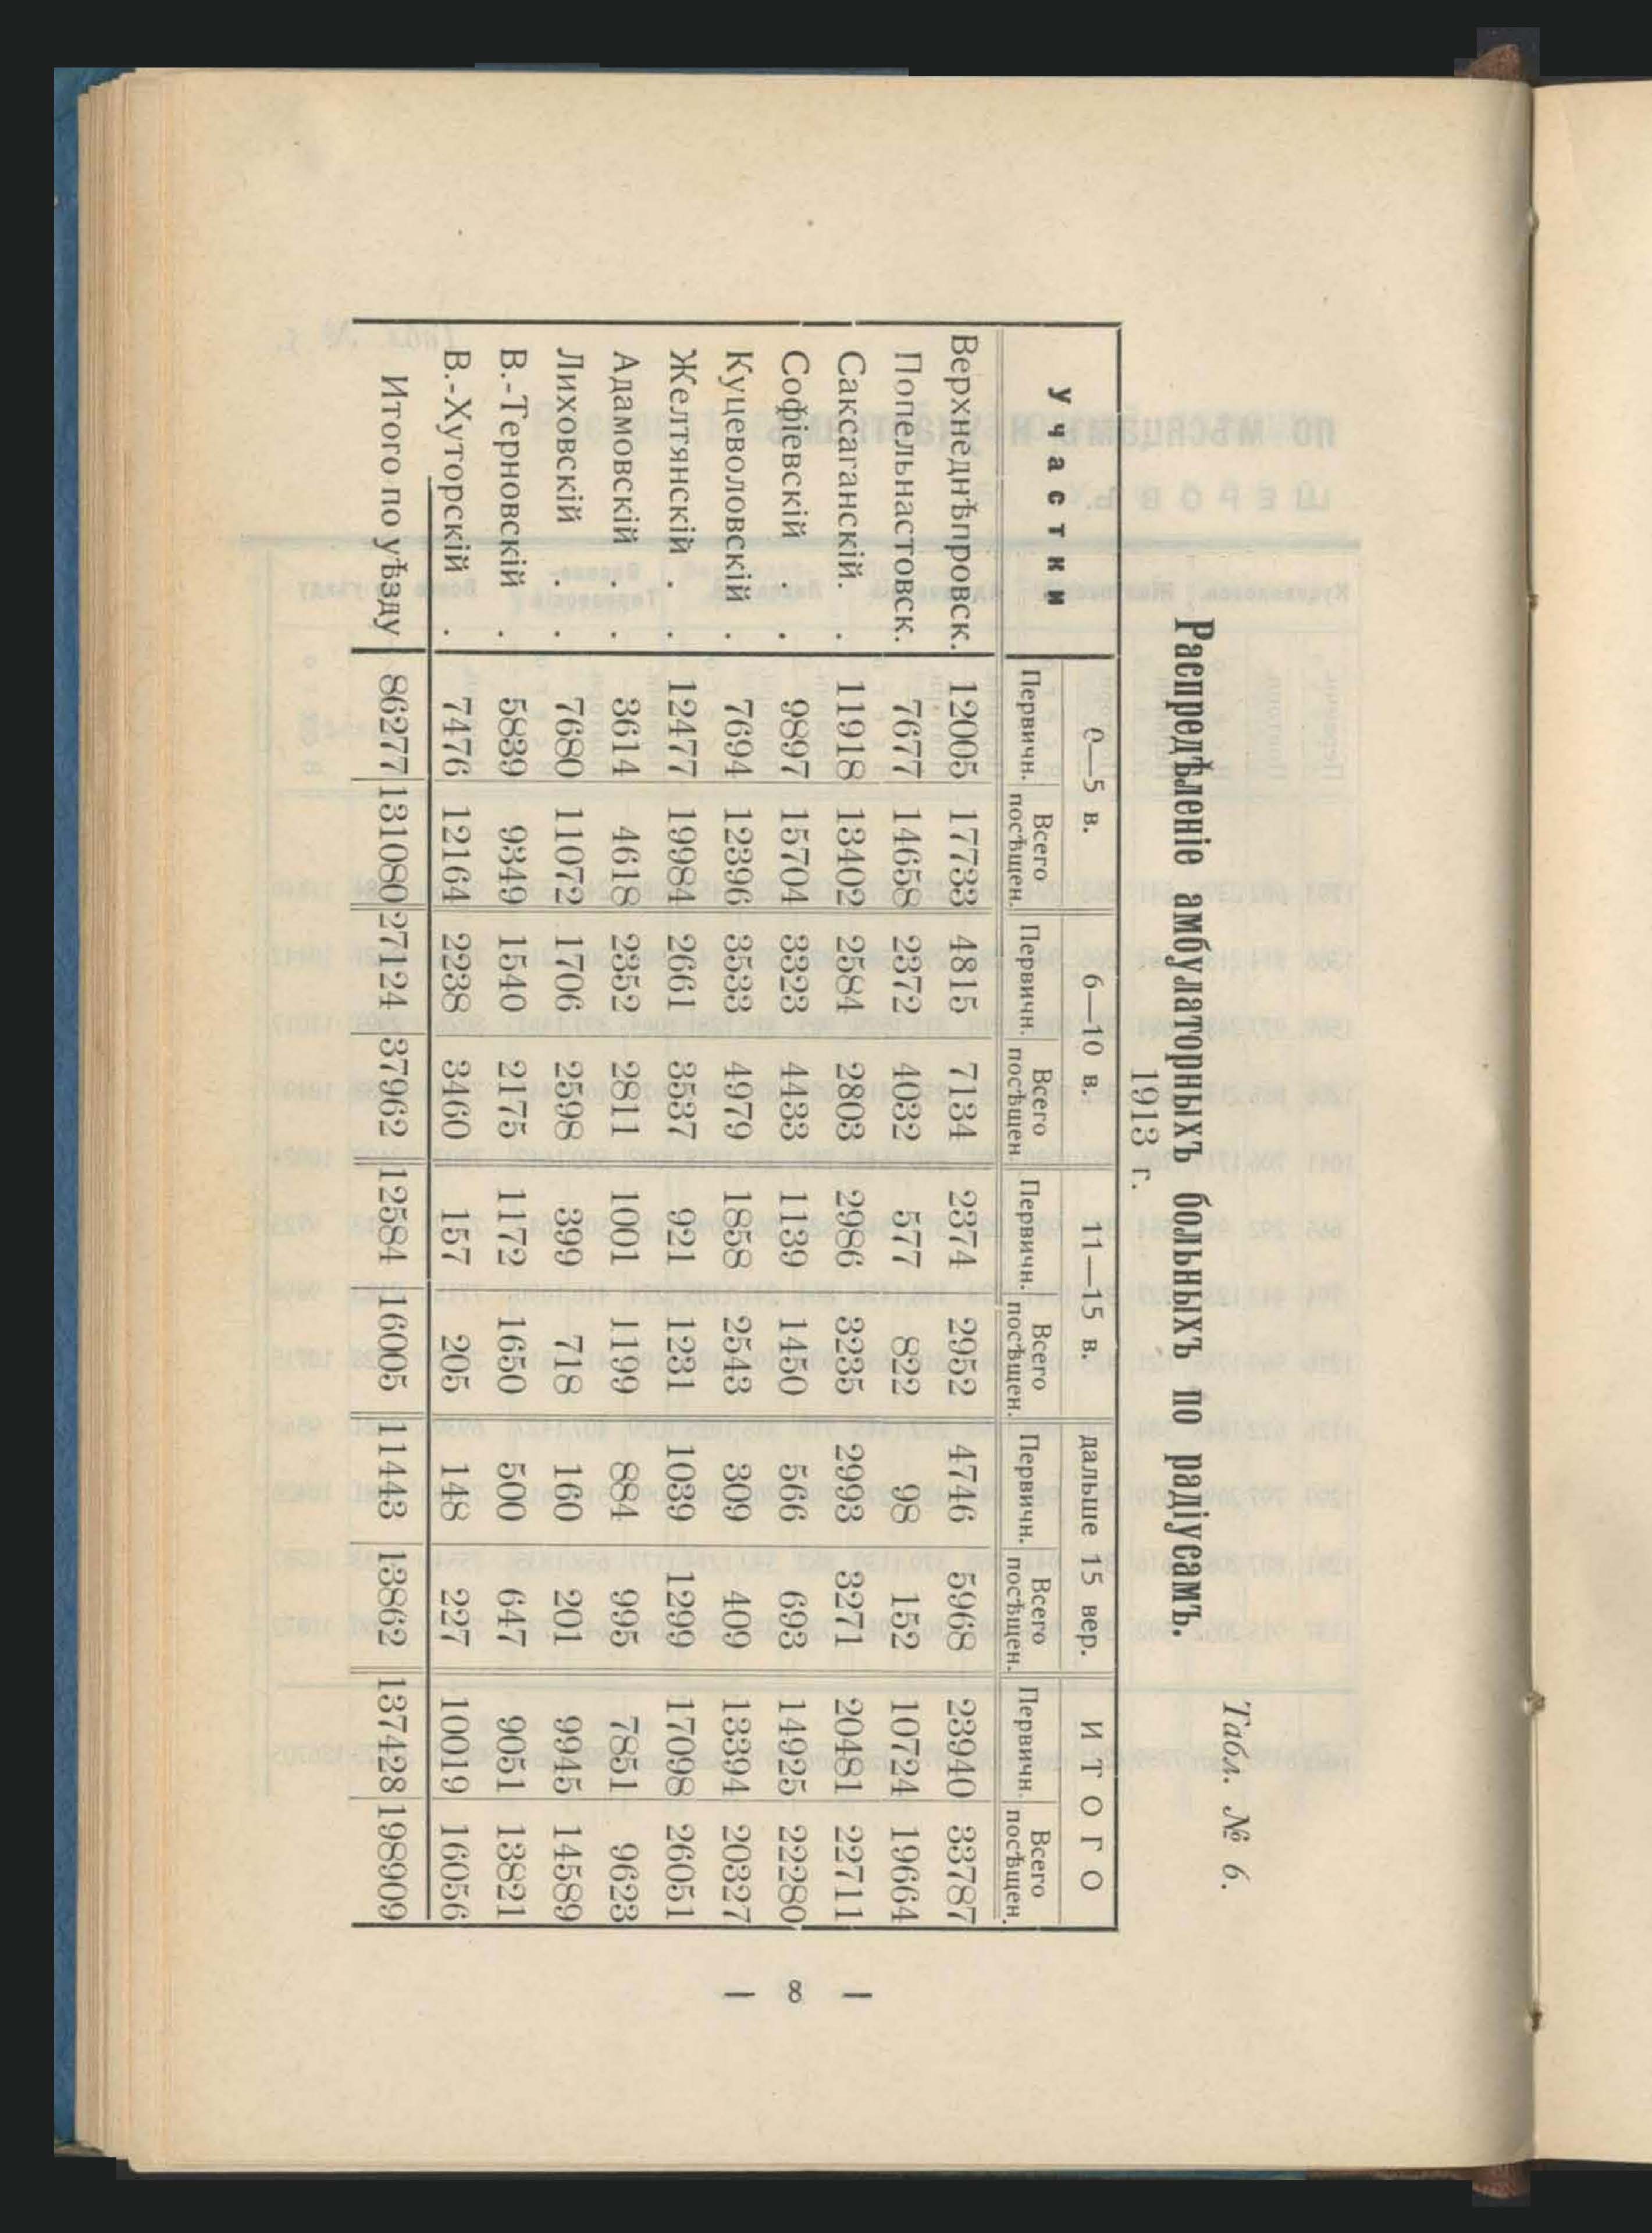 Табл. № 6.
Распредѣленіе амбулаторныхъ больныхъ по радіусамъ.
1913 г.
Участки 0—5 в. 6—10 в. 11—15 в. дальше 15 вер. ИТОГО
Первичн. Всего посѣщен. Первичн. Всего посѣщен. Первичн. Всего посѣщен. Первичн. Всего посѣщен. Первичн. Всего посѣщен.
Верхнеднѣпровск. 12005 17733 4815 7134 2374 2952 4746 5968 23940 33787
Попельнастовск. 7677 14658 2372 4032 577 822 98 152 10724 19664
Саксаганскій. . 11918 13402 2584 2803 2986 3235 2993 3271 20481 22711
Софіевскій . . 9897 15704 3323 4433 1139 1450 566 693 14925 22280
Куцеволовскій . 7694 12396 3533 4979 1858 2543 309 409 13394 20327
Желтянскій . . 12477 19984 2661 3537 921 1231 1039 1299 17098 26051
Адамовскій . . 3614 4618 2352 2811 1001 1199 884 995 7851 9623
Лиховскій . . 7680 11072 1706 2598 399 718 160 201 9945 14589
В.-Терновскій . 5839 9349 1540 2175 1172 1650 500 647 9051 13821
В.-Хуторскій . 7476 12164 2238 3460 157 205 148 227 10019 16056
Итого по уѣзду 86277 131080 27124 37962 12584 16005 11443 13862 137428 198909
— 8 —